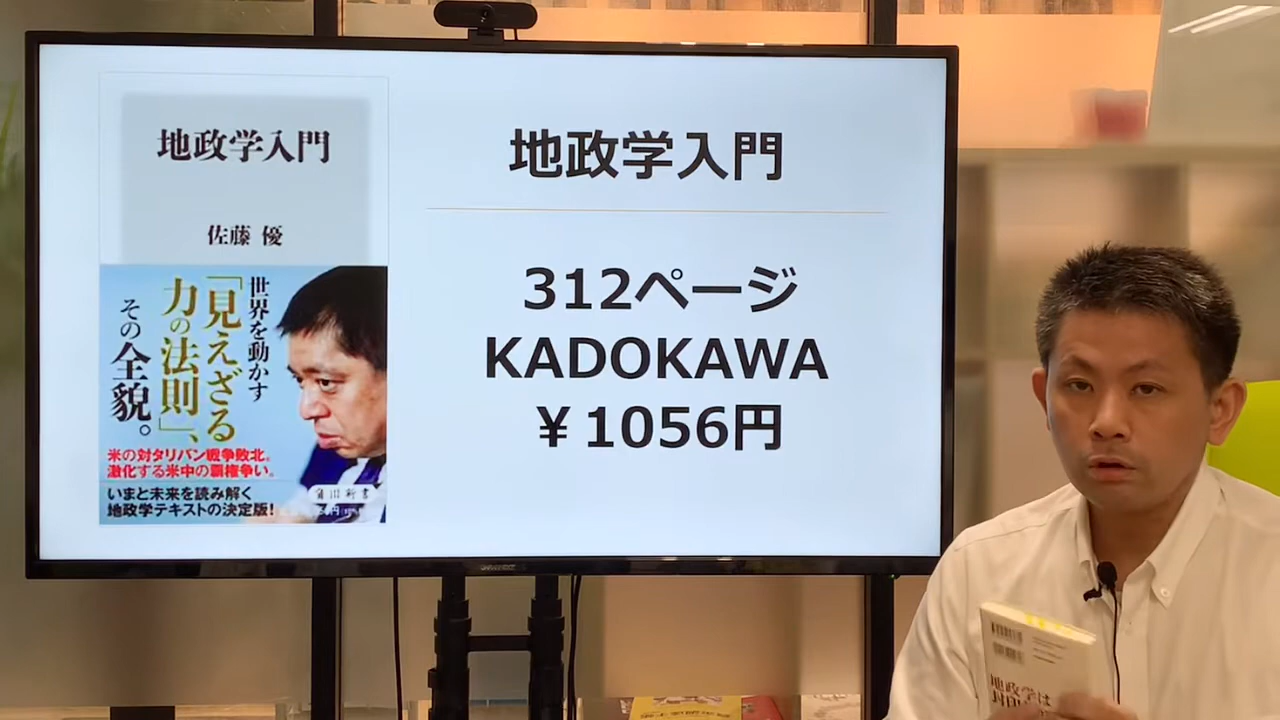 地政学入門
佐藤 優
世界を動かす
「見えざる
力の法則」、
その全貌。
米の対タリバン戦争敗北。
激化する米中の覇権争い。
いまと未来を読み解く
地政学テキストの決定版!
角川新書
地政学入門
312ページ
KADOKAWA
￥1056円